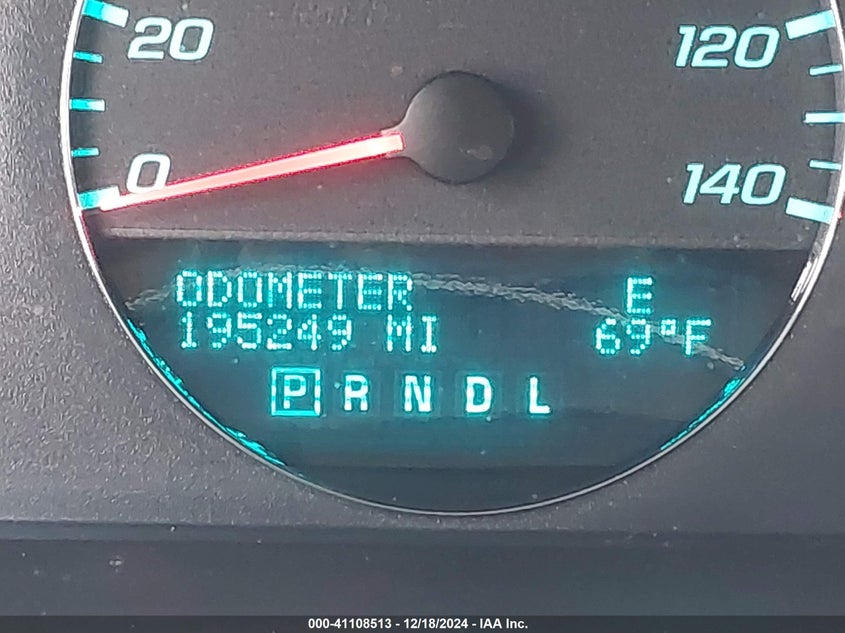 20 120
0 140
ODOMETER E
195249 MI 69°F
P R N D L
000-41108513 - 12/18/2024 - IAA Inc.